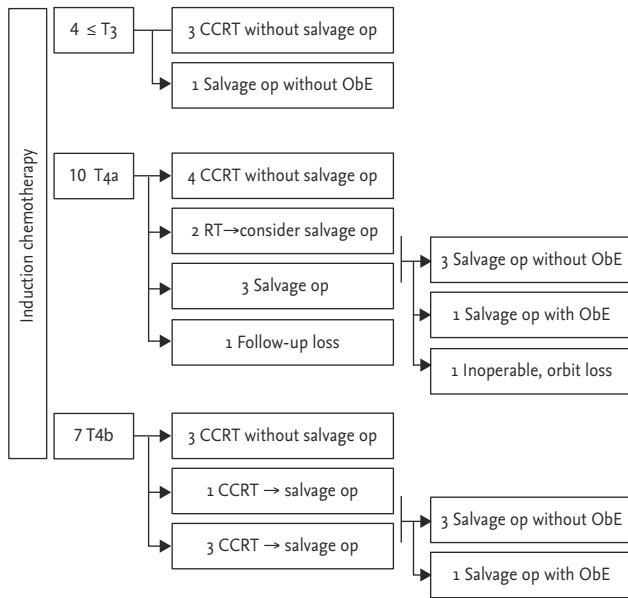 Induction chemotherapy
4 ≤ T3
3 CCRT without salvage op
1 Salvage op without ObE
10 T4a
4 CCRT without salvage op
2 RT→consider salvage op
3 Salvage op
1 Follow-up loss
3 Salvage op without ObE
1 Salvage op with ObE
1 Inoperable, orbit loss
7 T4b
3 CCRT without salvage op
1 CCRT → salvage op
3 CCRT → salvage op
3 Salvage op without ObE
1 Salvage op with ObE